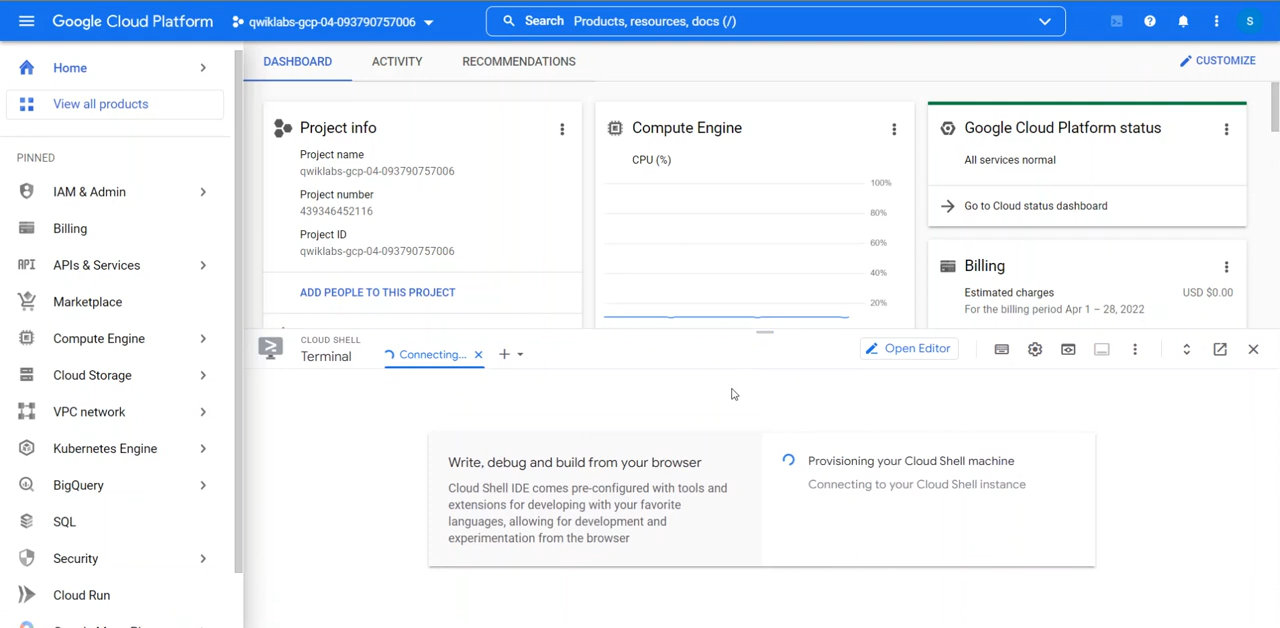 Google Cloud Platform
qwiklabs-gcp-04-093790757006
Search Products, resources, docs (/)
S
Home
View all products
PINNED
IAM & Admin
Billing
API APIs & Services
Marketplace
Compute Engine
Cloud Storage
VPC network
Kubernetes Engine
BigQuery
SQL
Security
Cloud Run
DASHBOARD ACTIVITY RECOMMENDATIONS
CUSTOMIZE
Project info
Project name
qwiklabs-gcp-04-093790757006
Project number
439346452116
Project ID
qwiklabs-gcp-04-093790757006
ADD PEOPLE TO THIS PROJECT
Compute Engine
CPU (%)
100%
80%
60%
40%
20%
Google Cloud Platform status
All services normal
Go to Cloud status dashboard
Billing
Estimated charges USD $0.00
For the billing period Apr 1 – 28, 2022
CLOUD SHELL
Terminal
Connecting...
Open Editor
Write, debug and build from your browser
Cloud Shell IDE comes pre-configured with tools and
extensions for developing with your favorite
languages, allowing for development and
experimentation from the browser
Provisioning your Cloud Shell machine
Connecting to your Cloud Shell instance